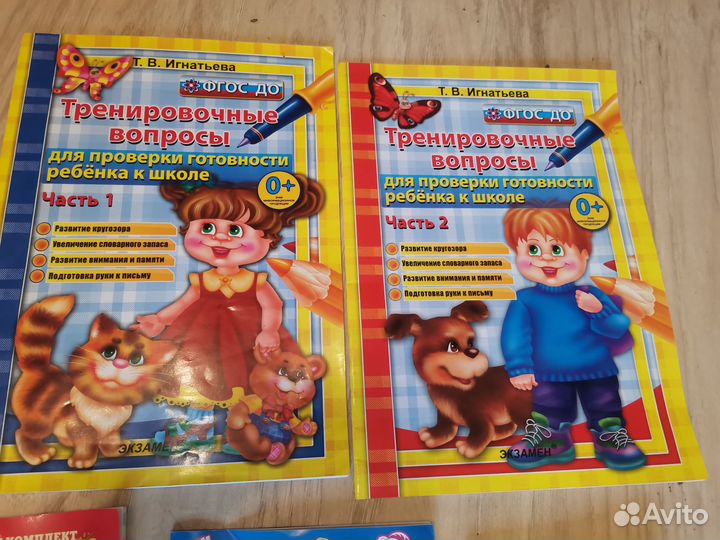 Т. В. Игнатьева
ФГОС ДО
Тренировочные
вопросы
для проверки готовности
ребёнка к школе
Часть 1
0+
Развитие кругозора
Увеличение словарного запаса
Развитие внимания и памяти
Подготовка руки к письму
ЭКЗАМЕН
Т. В. Игнатьева
ФГОС ДО
Тренировочные
вопросы
для проверки готовности
ребёнка к школе
Часть 2
0+
Развитие кругозора
Увеличение словарного запаса
Развитие внимания и памяти
Подготовка руки к письму
ЭКЗАМЕН
КОМПЛЕКТ
Avito